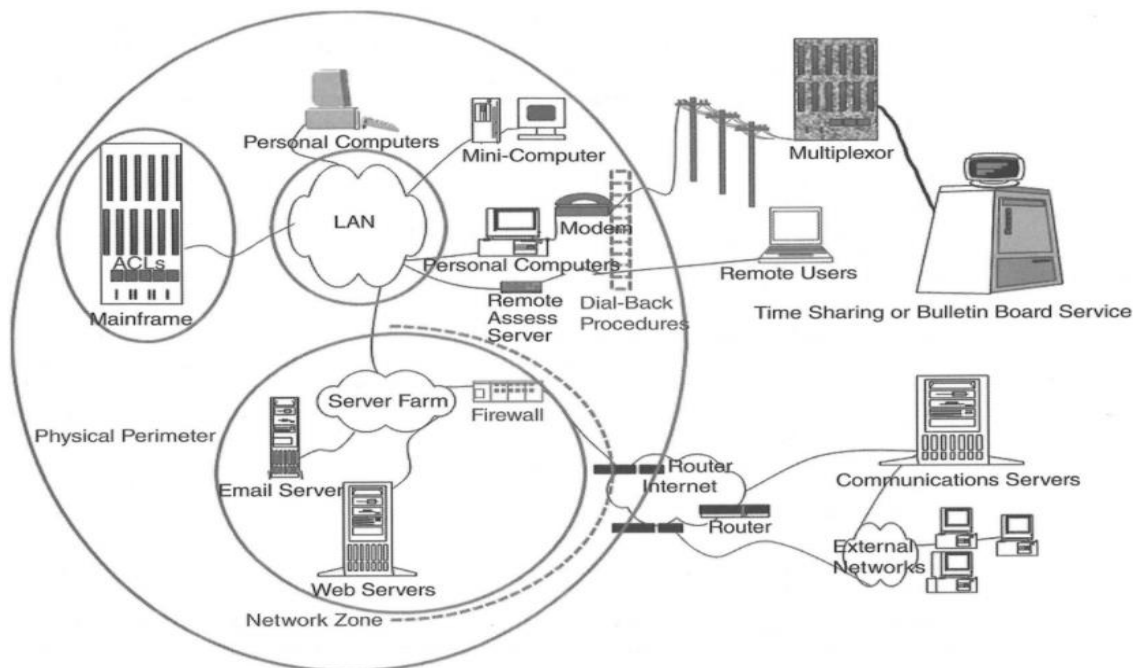 Personal Computers
Mini-Computer
Multiplexor
LAN
ACLs
Mainframe
Modem
Personal Computers
Remote
Assess
Server
Dial-Back
Procedures
Remote Users
Time Sharing or Bulletin Board Service
Server Farm
Firewall
Physical Perimeter
Email Server
Web Servers
Network Zone
Router
Internet
Router
Communications Servers
External
Networks